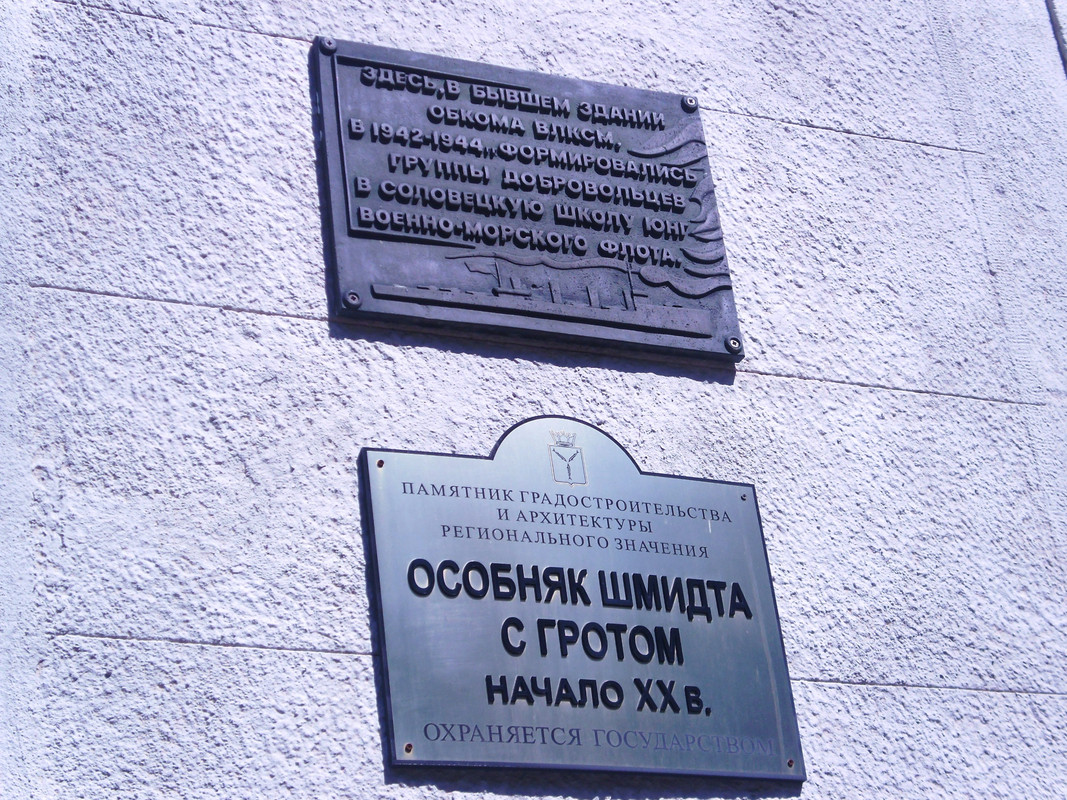 ЗДЕСЬ, В БЫВШЕМ ЗДАНИИ
ОБКОМА ВЛКСМ,
В 1942-1944,, ФОРМИРОВАЛИСЬ
ГРУППЫ ДОБРОВОЛЬЦЕВ
В СОЛОВЕЦКУЮ ШКОЛУ ЮНГ
ВОЕННО-МОРСКОГО ФЛОТА.
ПАМЯТНИК ГРАДОСТРОИТЕЛЬСТВА
И АРХИТЕКТУРЫ
РЕГИОНАЛЬНОГО ЗНАЧЕНИЯ
ОСОБНЯК ШМИДТА
С ГРОТОМ
НАЧАЛО XX В.
ОХРАНЯЕТСЯ ГОСУДАРСТВОМ